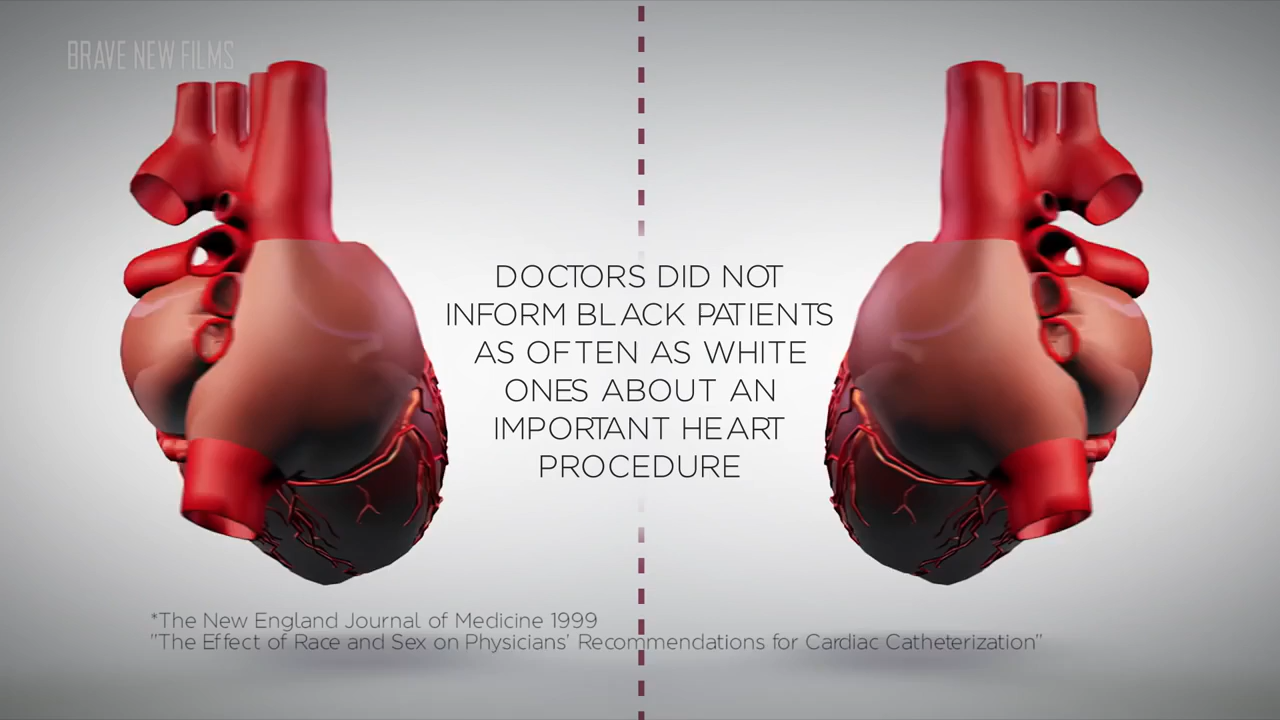 BRAVE NEW FILMS
DOCTORS DID NOT
INFORM BLACK PATIENTS
AS OFTEN AS WHITE
ONES ABOUT AN
IMPORTANT HEART
PROCEDURE
*The New England Journal of Medicine 1999
"The Effect of Race and Sex on Physicians' Recommendations for Cardiac Catheterization"